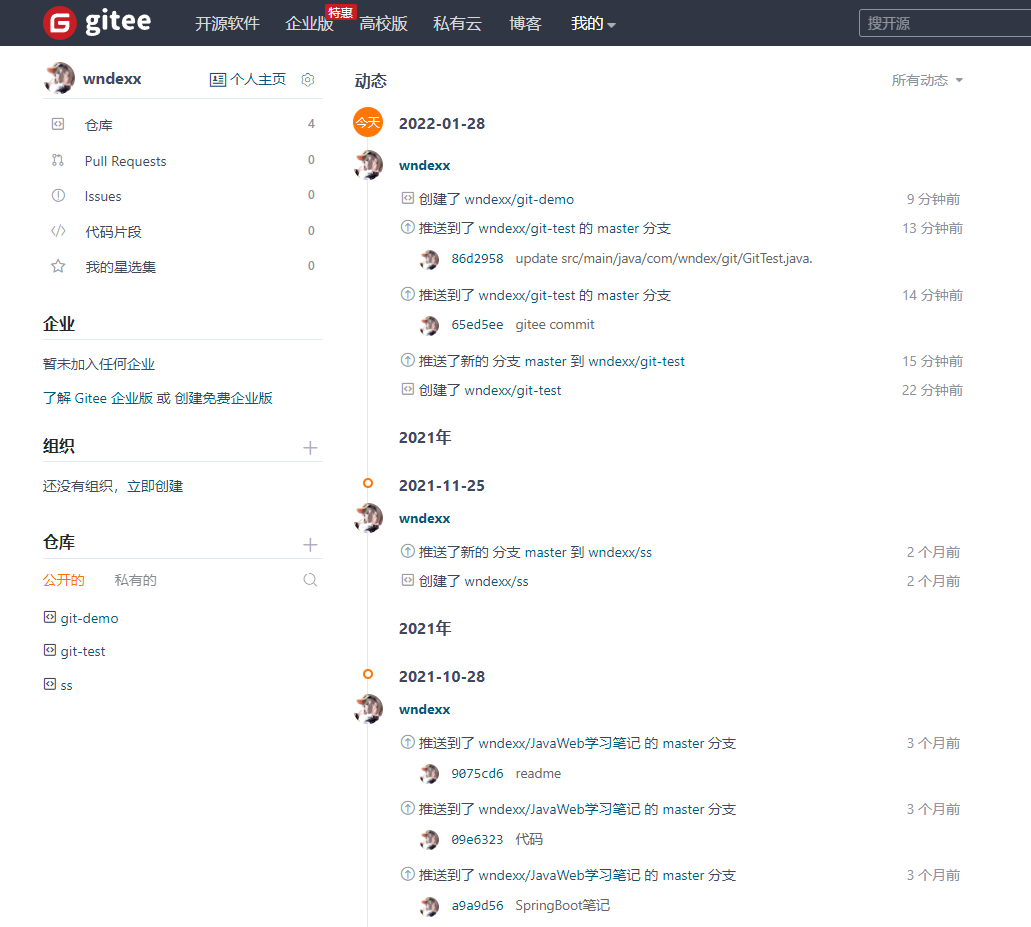 gitee 开源软件 企业版 特惠 高校版 私有云 博客 我的 搜开源
wndexx 个人主页
仓库 4
Pull Requests 0
Issues 0
代码片段 0
我的星选集 0
企业
暂未加入任何企业
了解 Gitee 企业版 或 创建免费企业版
组织
还没有组织，立即创建
仓库
公开的 私有的
git-demo
git-test
ss
动态 所有动态
今天 2022-01-28
wndexx
创建了 wndexx/git-demo 9 分钟前
推送到了 wndexx/git-test 的 master 分支 13 分钟前
86d2958 update src/main/java/com/wndex/git/GitTest.java.
推送到了 wndexx/git-test 的 master 分支 14 分钟前
65ed5ee gitee commit
推送了新的 分支 master 到 wndexx/git-test 15 分钟前
创建了 wndexx/git-test 22 分钟前
2021年
2021-11-25
wndexx
推送了新的 分支 master 到 wndexx/ss 2 个月前
创建了 wndexx/ss 2 个月前
2021年
2021-10-28
wndexx
推送到了 wndexx/JavaWeb学习笔记 的 master 分支 3 个月前
9075cd6 readme
推送到了 wndexx/JavaWeb学习笔记 的 master 分支 3 个月前
09e6323 代码
推送到了 wndexx/JavaWeb学习笔记 的 master 分支 3 个月前
a9a9d56 SpringBoot笔记